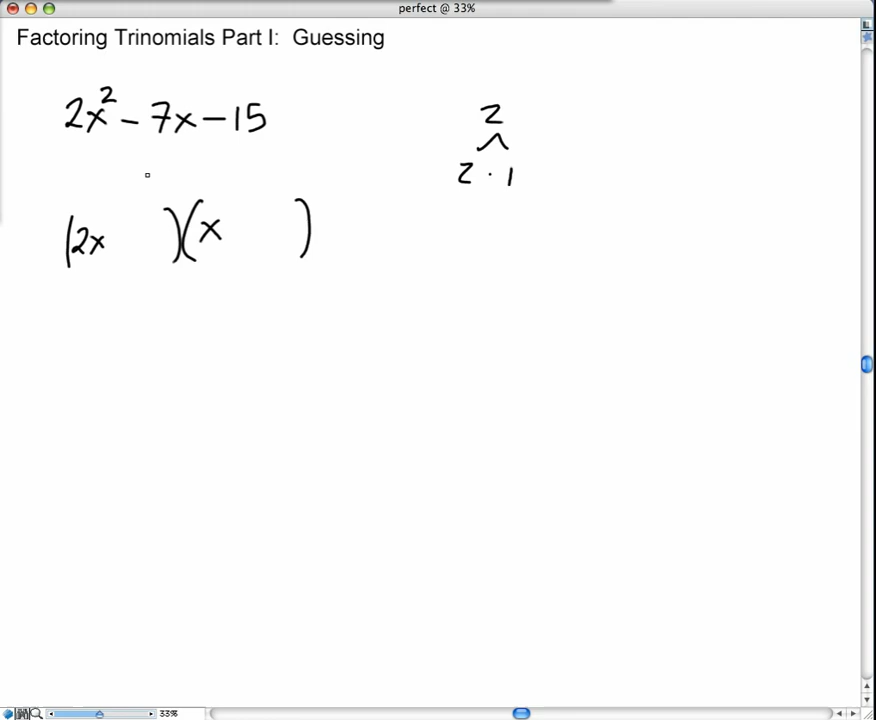 perfect @ 33%
Factoring Trinomials Part I: Guessing
2x² - 7x - 15
2
2 · 1
(2x )(x )
33%